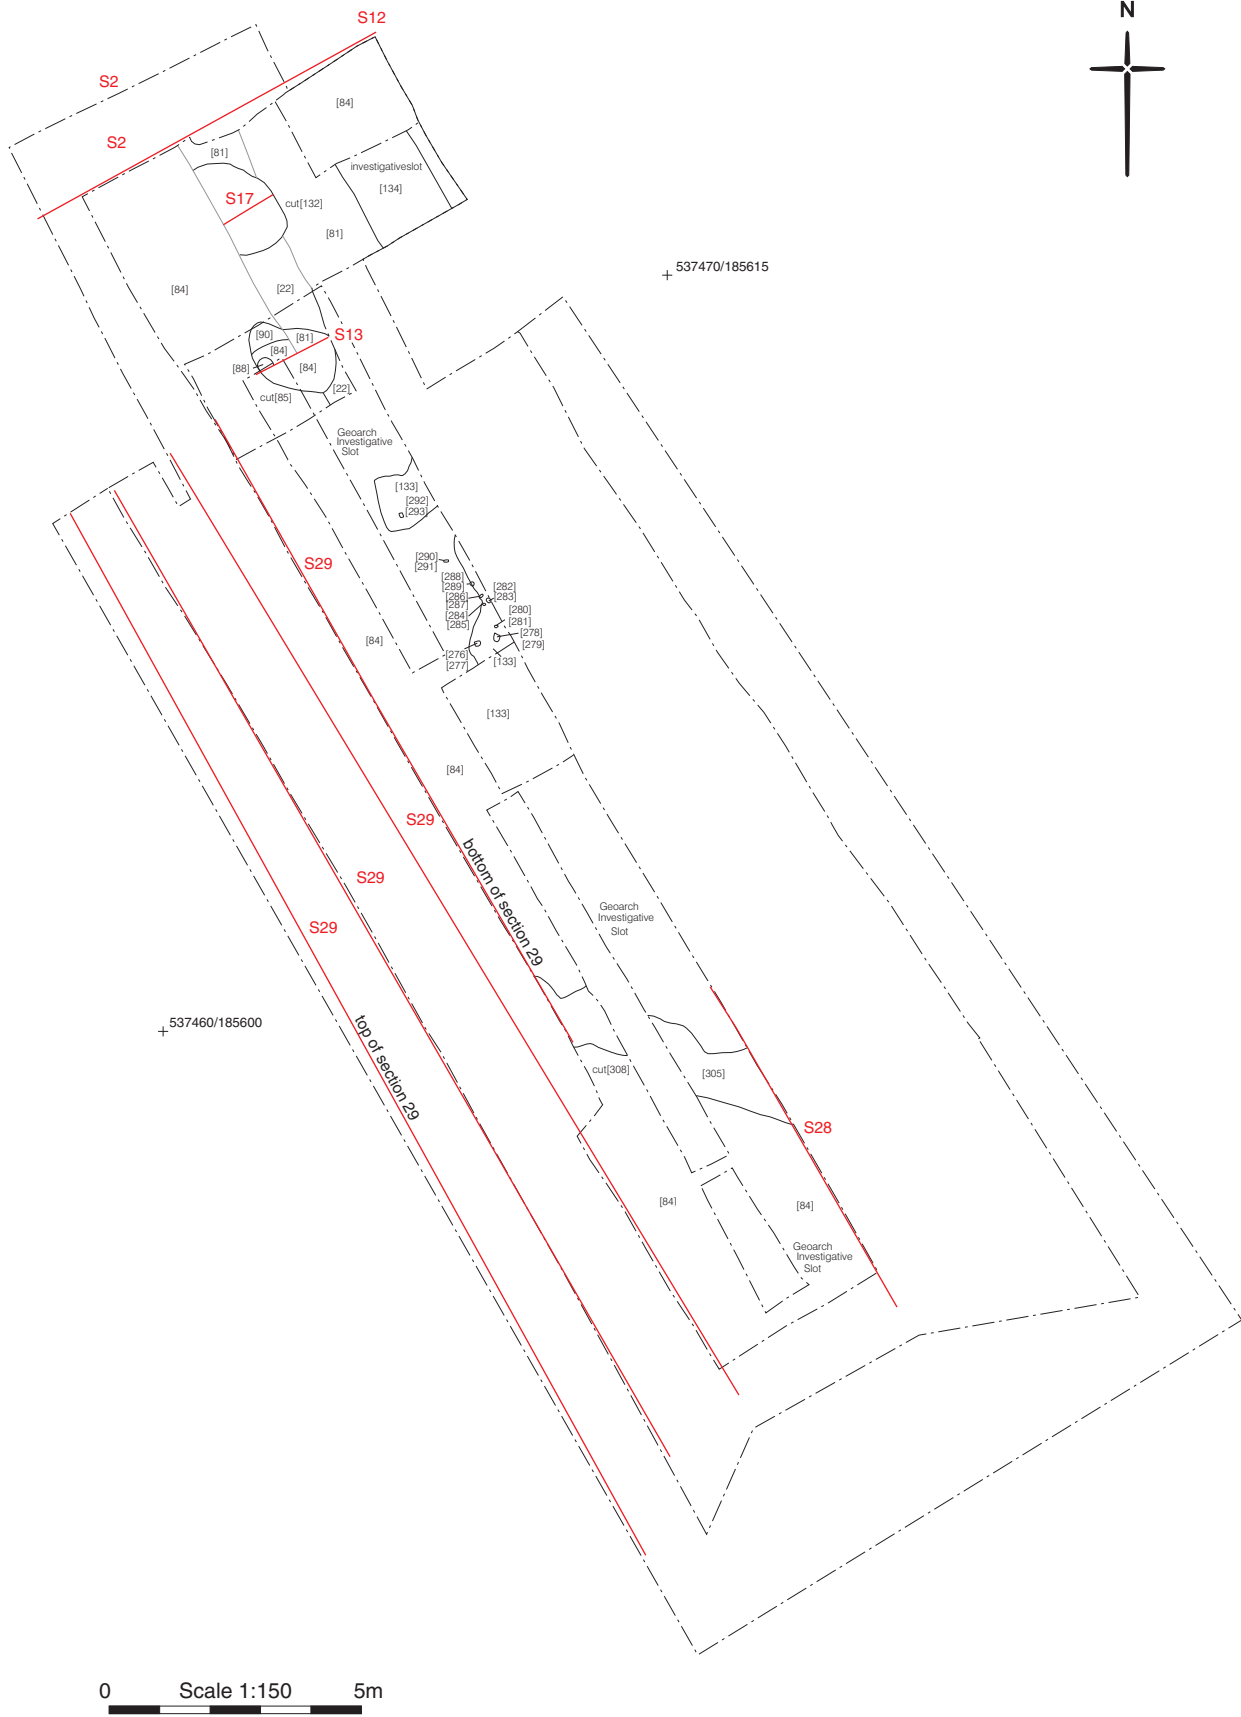 N
S12
S2
[84]
S2
[81]
investigativeslot
[134]
S17
cut[132]
[81]
537470/185615
[84]
[22]
[90]
[81]
S13
[84]
[88]
[84]
[22]
cut[85]
Geoarch
Investigative
Slot
[133]
[292]
[293]
[290]
[291]
S29
[288]
[289]
[282]
[283]
[286]
[287]
[284]
[285]
[280]
[281]
[278]
[279]
[84]
[276]
[277]
[133]
[133]
[84]
S29
bottom of section 29
S29
Geoarch
Investigative
Slot
S29
537460/185600
top of section 29
cut[308]
[305]
S28
[84]
[84]
Geoarch
Investigative
Slot
0 Scale 1:150 5m